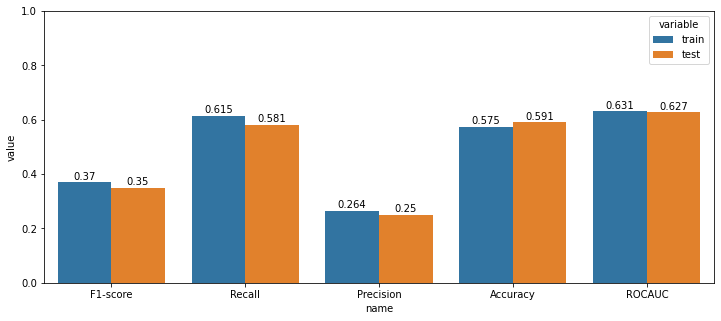 1.0
0.8
0.6
0.4
0.2
0.0
value
variable
train
test
0.37
0.35
0.615
0.581
0.264
0.25
0.575
0.591
0.631
0.627
F1-score
Recall
Precision
Accuracy
ROCAUC
name